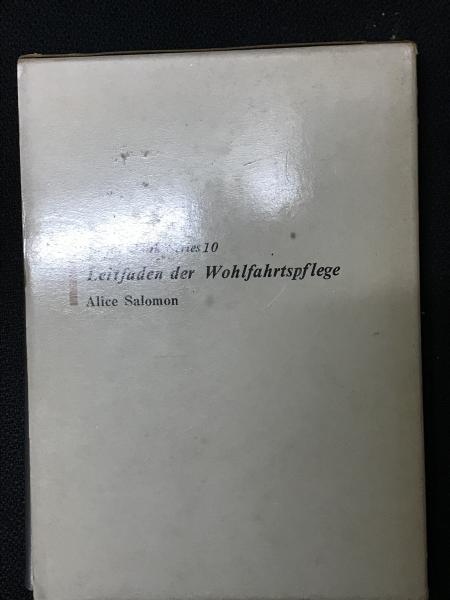 Series 10
Leitfaden der Wohlfahrtspflege
Alice Salomon